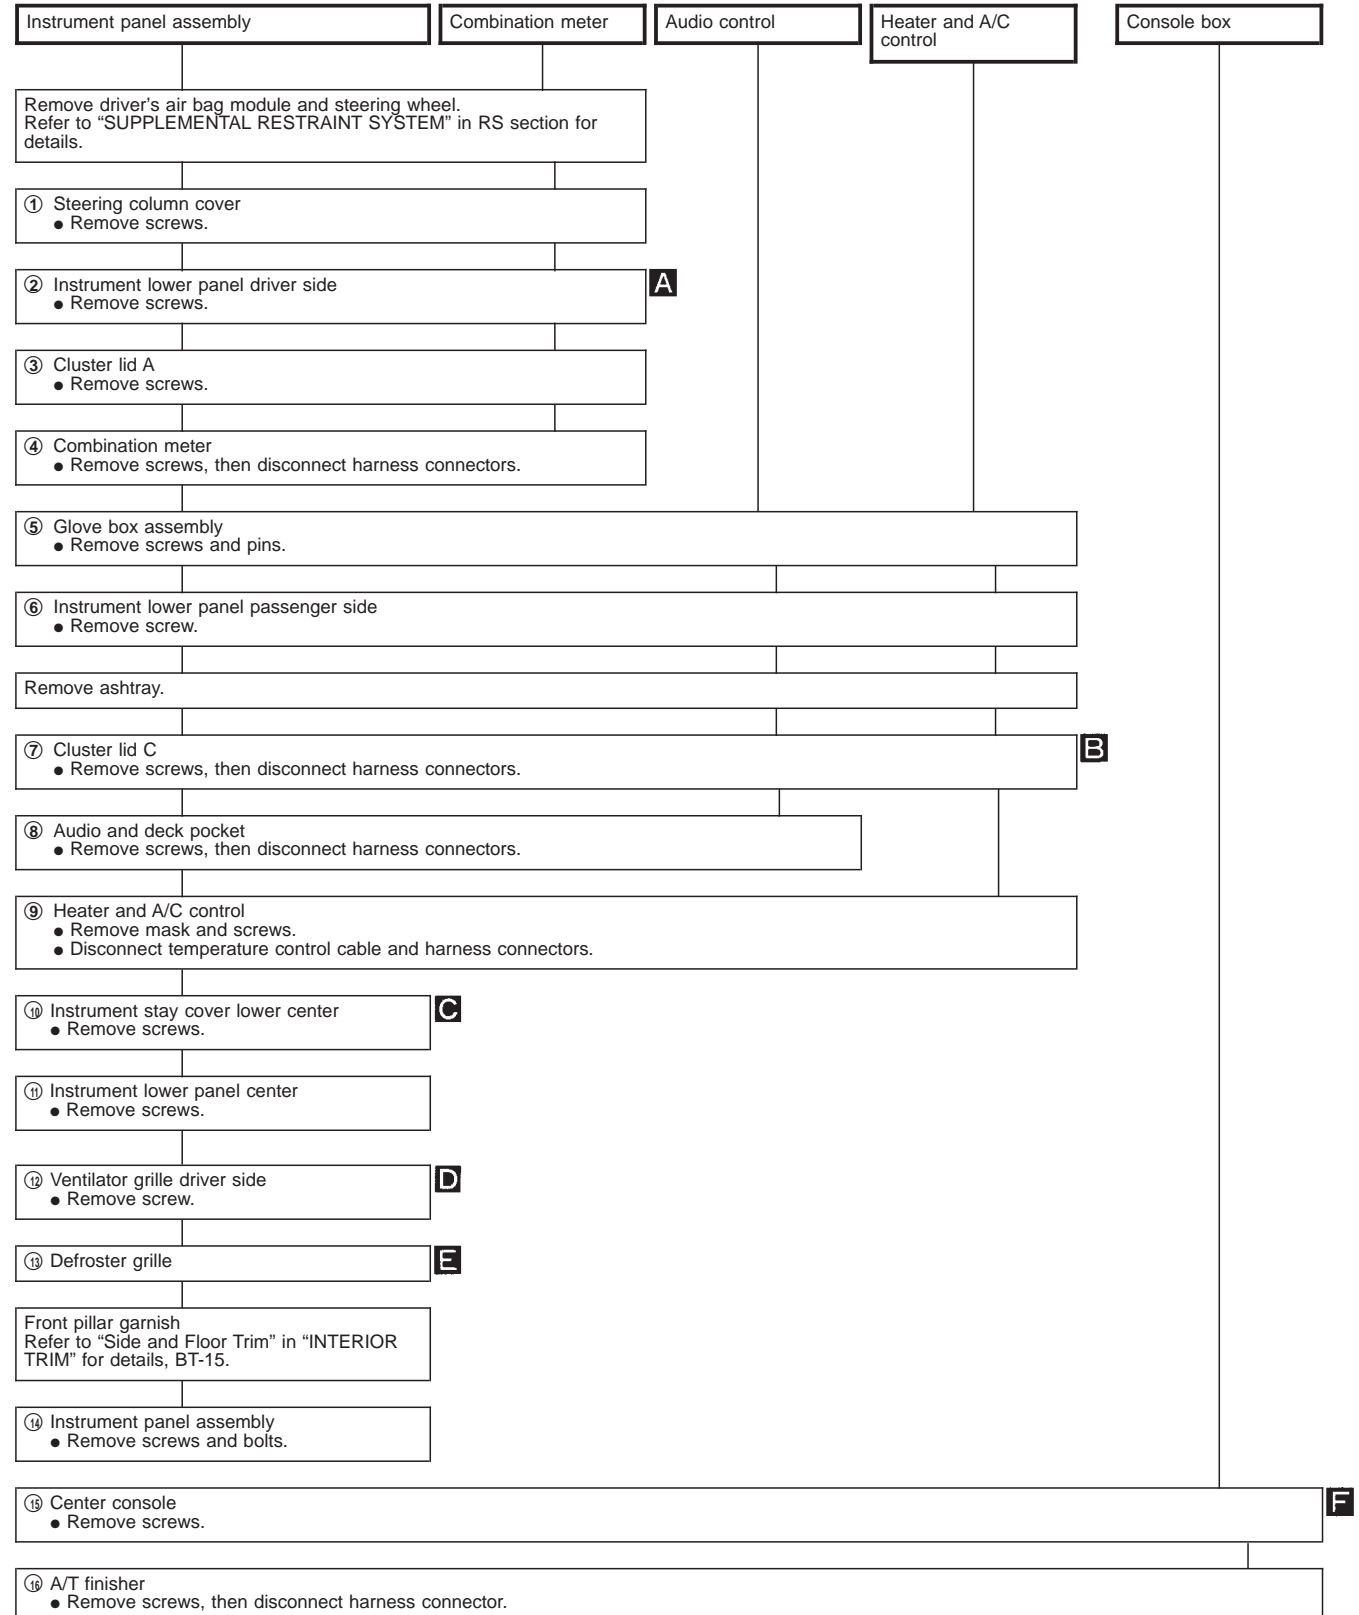 Instrument panel assembly
Combination meter
Audio control
Heater and A/C
control
Console box
Remove driver's air bag module and steering wheel.
Refer to “SUPPLEMENTAL RESTRAINT SYSTEM” in RS section for
details.
① Steering column cover
● Remove screws.
② Instrument lower panel driver side
● Remove screws.
A
③ Cluster lid A
● Remove screws.
④ Combination meter
● Remove screws, then disconnect harness connectors.
⑤ Glove box assembly
● Remove screws and pins.
⑥ Instrument lower panel passenger side
● Remove screw.
Remove ashtray.
⑦ Cluster lid C
● Remove screws, then disconnect harness connectors.
B
⑧ Audio and deck pocket
● Remove screws, then disconnect harness connectors.
⑨ Heater and A/C control
● Remove mask and screws.
● Disconnect temperature control cable and harness connectors.
⑩ Instrument stay cover lower center
● Remove screws.
C
⑪ Instrument lower panel center
● Remove screws.
⑫ Ventilator grille driver side
● Remove screw.
D
⑬ Defroster grille
E
Front pillar garnish
Refer to “Side and Floor Trim” in “INTERIOR
TRIM” for details, BT-15.
⑭ Instrument panel assembly
● Remove screws and bolts.
⑮ Center console
● Remove screws.
F
⑯ A/T finisher
● Remove screws, then disconnect harness connector.